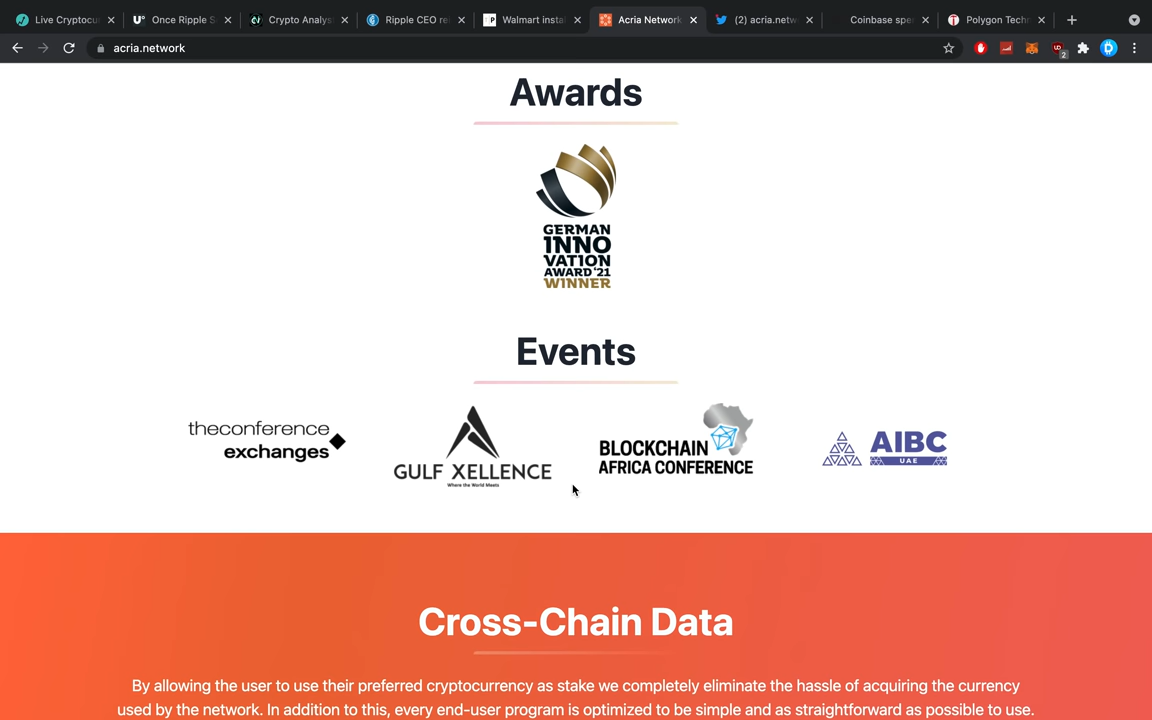 Live Cryptocu
Once Ripple S
Crypto Analys
Ripple CEO re
Walmart instal
Acria Network
(2) acria.netw
Coinbase spe
Polygon Techn
acria.network
2
Awards
GERMAN
INNO
VATION
AWARD '21
WINNER
Events
theconference
exchanges
GULF XELLENCE
Where the World Meets
BLOCKCHAIN
AFRICA CONFERENCE
AIBC
UAE
Cross-Chain Data
By allowing the user to use their preferred cryptocurrency as stake we completely eliminate the hassle of acquiring the currency
used by the network. In addition to this, every end-user program is optimized to be simple and as straightforward as possible to use.